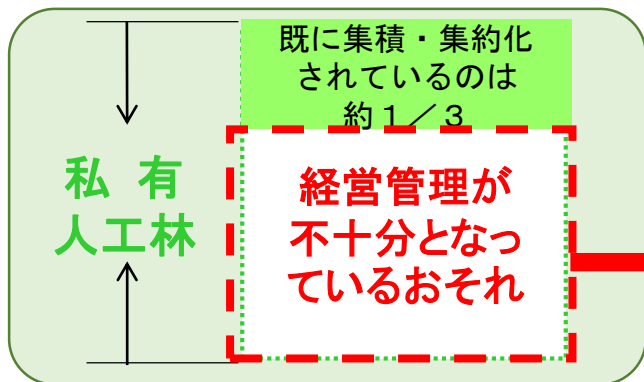 既に集積・集約化
されているのは
約１／３
私 有
人工林
経営管理が
不十分となっ
ているおそれ